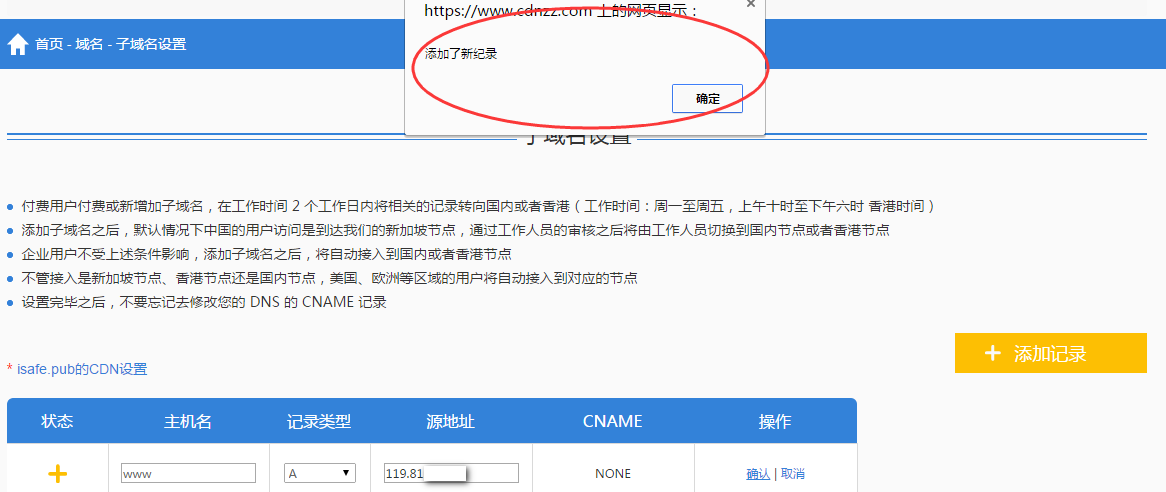 https://www.cdnzz.com 上的网页显示：
首页 - 域名 - 子域名设置
添加了新纪录
确定
子域名设置
付费用户付费或新增加子域名，在工作时间 2 个工作日内将相关的记录转向国内或者香港（工作时间：周一至周五，上午十时至下午六时 香港时间）
添加子域名之后，默认情况下中国的用户访问是到达我们的新加坡节点，通过工作人员的审核之后将由工作人员切换到国内节点或者香港节点
企业用户不受上述条件影响，添加子域名之后，将自动接入到国内或者香港节点
不管接入是新加坡节点、香港节点还是国内节点，美国、欧洲等区域的用户将自动接入到对应的节点
设置完毕之后，不要忘记去修改您的 DNS 的 CNAME 记录
+ 添加记录
* isafe.pub的CDN设置
状态 主机名 记录类型 源地址 CNAME 操作
www A 119.81 NONE 确认 | 取消